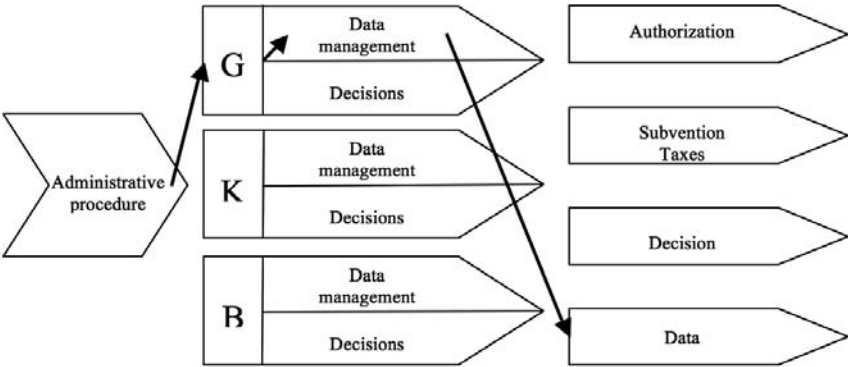 Administrative
procedure
G
Data
management
Decisions
K
Data
management
Decisions
B
Data
management
Decisions
Authorization
Subvention
Taxes
Decision
Data